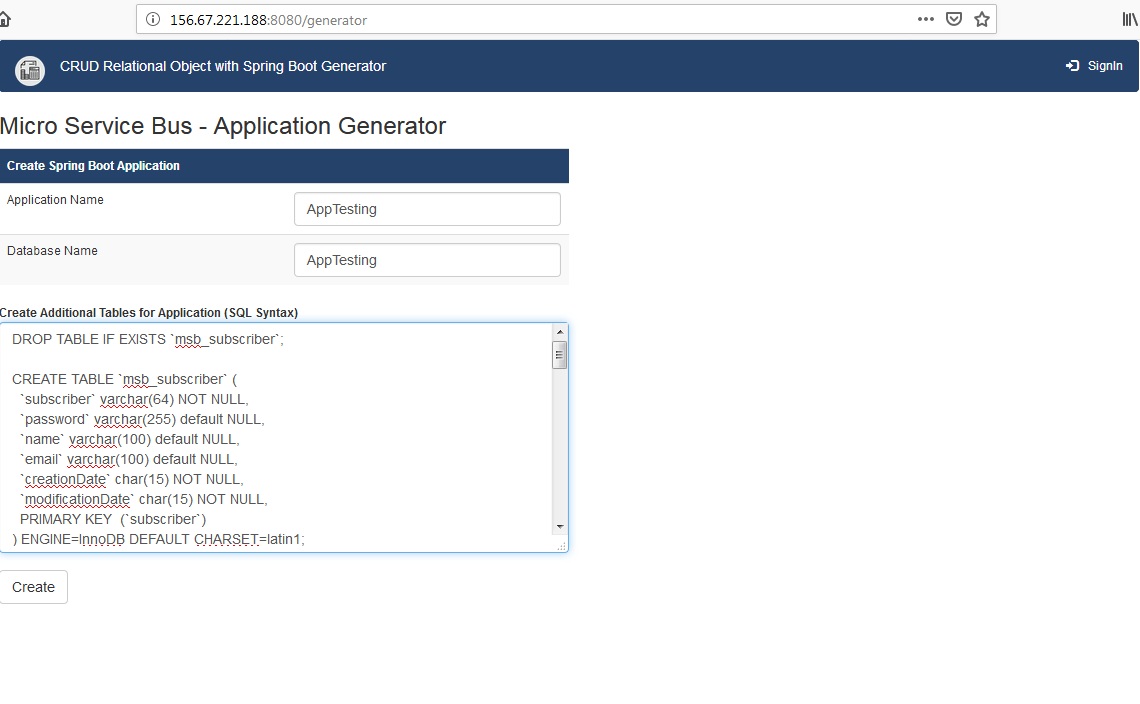 156.67.221.188:8080/generator
CRUD Relational Object with Spring Boot Generator
SignIn
Micro Service Bus - Application Generator
Create Spring Boot Application
Application Name
AppTesting
Database Name
AppTesting
Create Additional Tables for Application (SQL Syntax)
DROP TABLE IF EXISTS `msb_subscriber`;
CREATE TABLE `msb_subscriber` (
`subscriber` varchar(64) NOT NULL,
`password` varchar(255) default NULL,
`name` varchar(100) default NULL,
`email` varchar(100) default NULL,
`creationDate` char(15) NOT NULL,
`modificationDate` char(15) NOT NULL,
PRIMARY KEY  (`subscriber`)
) ENGINE=InnoDB DEFAULT CHARSET=latin1;
Create